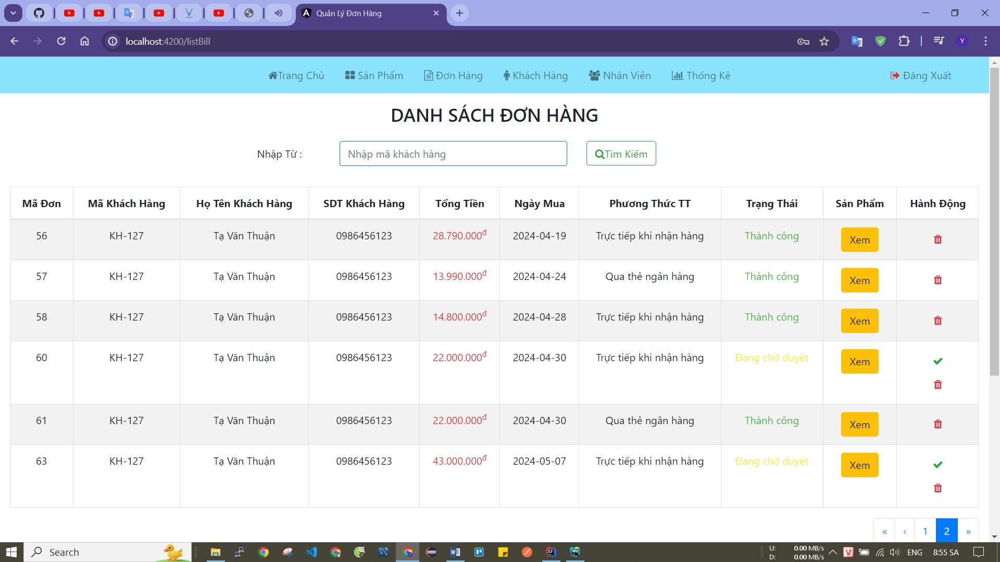 Quản Lý Đơn Hàng
localhost:4200/listBill
Y
Trang Chủ Sản Phẩm Đơn Hàng Khách Hàng Nhân Viên Thống Kê Đăng Xuất
DANH SÁCH ĐƠN HÀNG
Nhập Từ : Nhập mã khách hàng Tìm Kiếm
Mã Đơn Mã Khách Hàng Họ Tên Khách Hàng SDT Khách Hàng Tổng Tiền Ngày Mua Phương Thức TT Trạng Thái Sản Phẩm Hành Động
56 KH-127 Tạ Văn Thuận 0986456123 28.790.000đ 2024-04-19 Trực tiếp khi nhận hàng Thành công Xem
57 KH-127 Tạ Văn Thuận 0986456123 13.990.000đ 2024-04-24 Qua thẻ ngân hàng Thành công Xem
58 KH-127 Tạ Văn Thuận 0986456123 14.800.000đ 2024-04-28 Trực tiếp khi nhận hàng Thành công Xem
60 KH-127 Tạ Văn Thuận 0986456123 22.000.000đ 2024-04-30 Trực tiếp khi nhận hàng Đang chờ duyệt Xem
61 KH-127 Tạ Văn Thuận 0986456123 22.000.000đ 2024-04-30 Qua thẻ ngân hàng Thành công Xem
63 KH-127 Tạ Văn Thuận 0986456123 43.000.000đ 2024-05-07 Trực tiếp khi nhận hàng Đang chờ duyệt Xem
« ‹ 1 2 »
Search
U: 0.00 MB/s
D: 0.00 MB/s
V ENG 8:55 SA